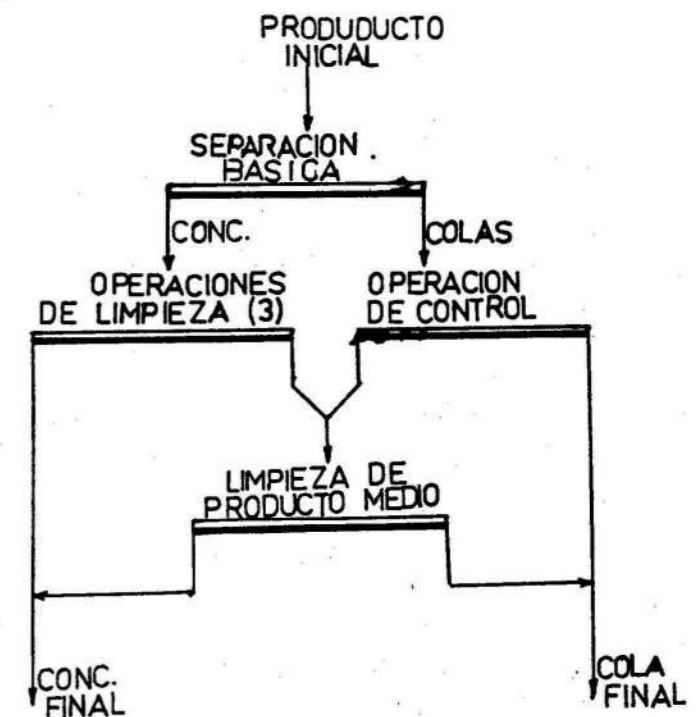 PRODUDUCTO
INICIAL
SEPARACION
BASICA
CONC.
COLAS
OPERACIONES
DE LIMPIEZA (3)
OPERACION
DE CONTROL
LIMPIEZA DE
PRODUCTO MEDIO
CONC.
FINAL
COLA
FINAL